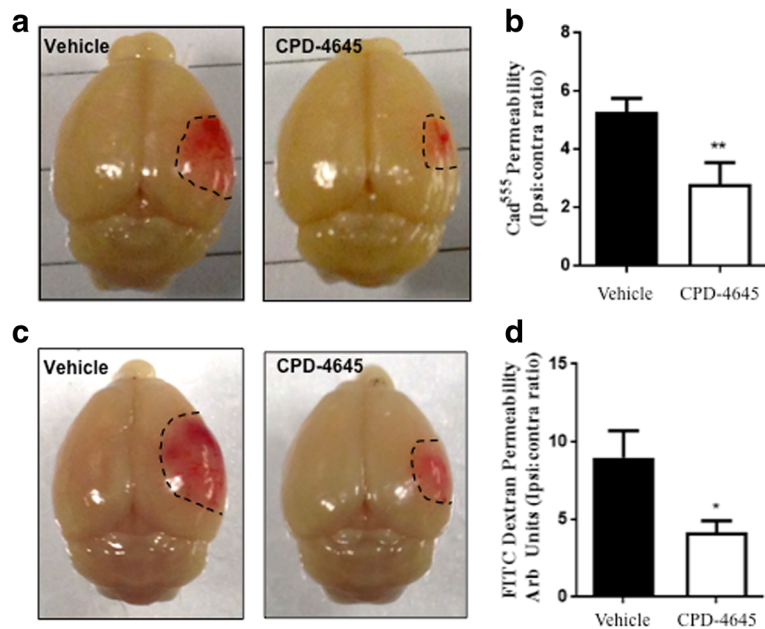 a
Vehicle
CPD-4645
b
Cad555 Permeability
(Ipsi:contra ratio)
8
6
4
2
0
**
Vehicle
CPD-4645
c
Vehicle
CPD-4645
d
FITC Dextran Permeability
Arb Units (Ipsi:contra ratio)
15
10
5
0
*
Vehicle
CPD-4645